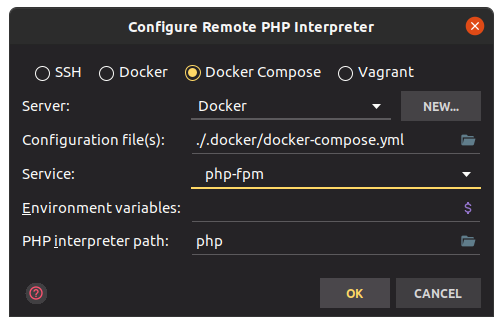 Configure Remote PHP Interpreter
SSH Docker Docker Compose Vagrant
Server: Docker NEW...
Configuration file(s): ./.docker/docker-compose.yml
Service: php-fpm
Environment variables: $
PHP interpreter path: php
? OK CANCEL